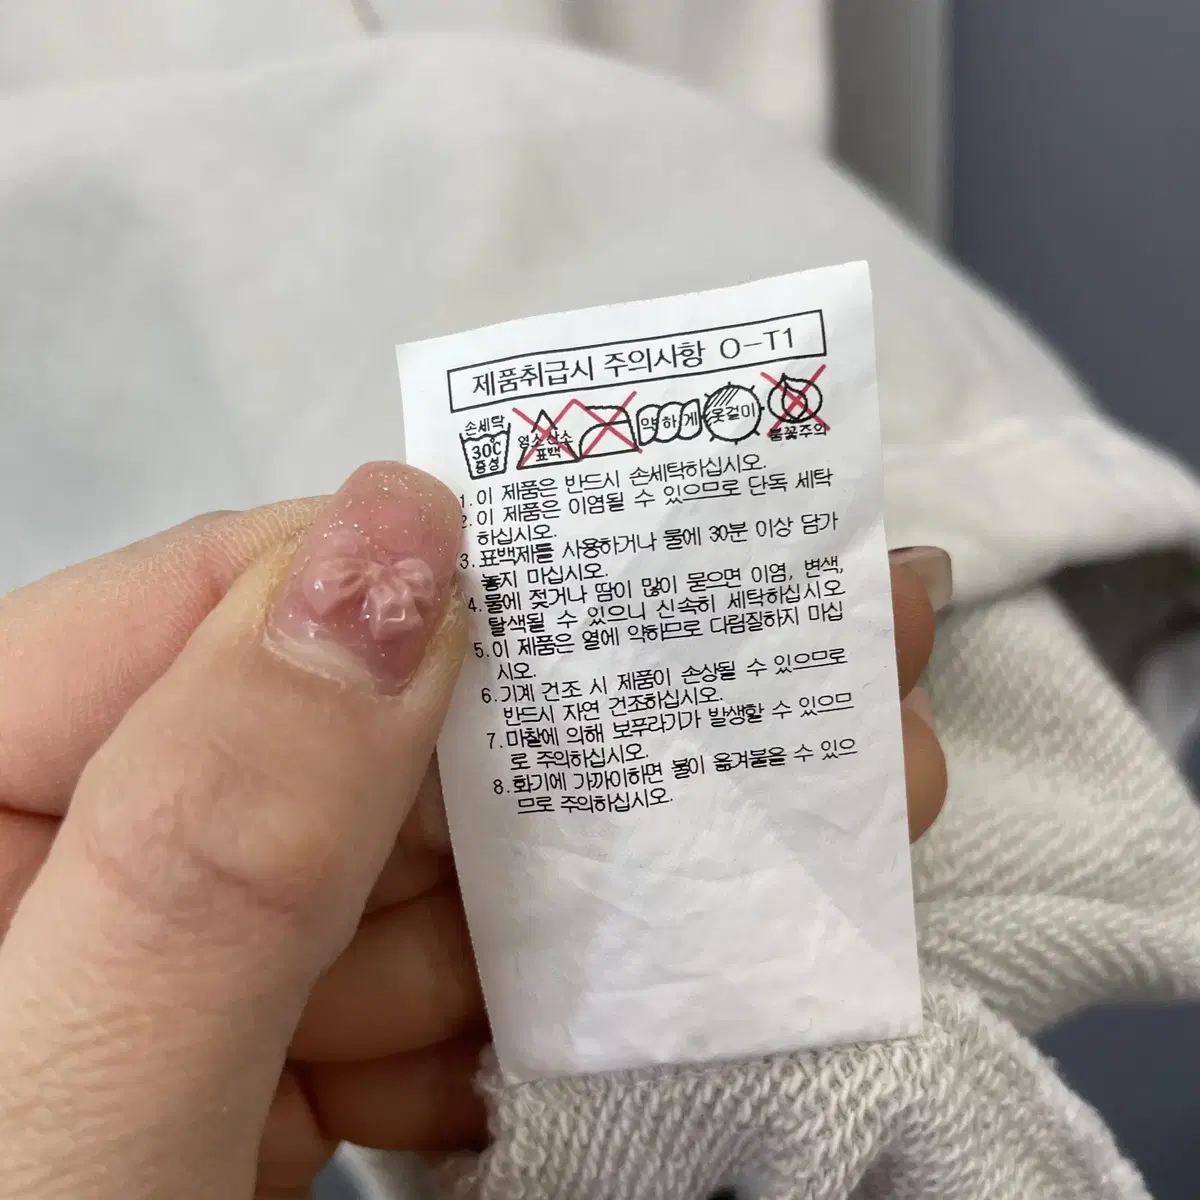 제품취급시 주의사항 O-T1
손세탁
30℃
중성
염소 산소
표백
약하게
옷걸이
불꽃주의
1.이 제품은 반드시 손세탁하십시오.
2.이 제품은 이염될 수 있으므로 단독 세탁
하십시오.
3.표백제를 사용하거나 물에 30분 이상 담가
놓지 마십시오.
4.물에 젖거나 땀이 많이 묻으면 이염, 변색,
탈색될 수 있으니 신속히 세탁하십시오
5.이 제품은 열에 약하므로 다림질하지 마십
시오.
6.기계 건조 시 제품이 손상될 수 있으므로
반드시 자연 건조하십시오.
7.마찰에 의해 보푸라기가 발생할 수 있으므
로 주의하십시오.
8.화기에 가까이하면 불이 옮겨붙을 수 있으
므로 주의하십시오.